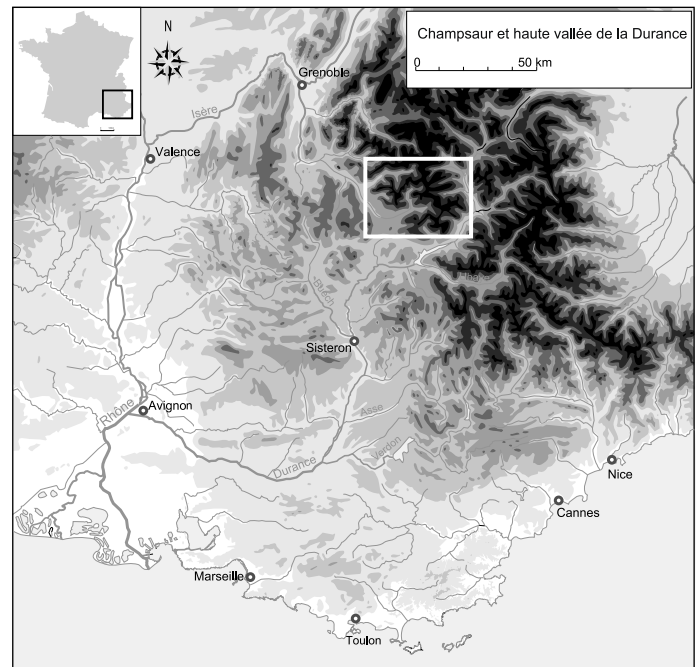 N
Champsaur et haute vallée de la Durance
0 50 km
Grenoble
Isère
Valence
Buëch
Sisteron
Rhône
Avignon
Asse
Durance
Verdon
Nice
Cannes
Marseille
Toulon